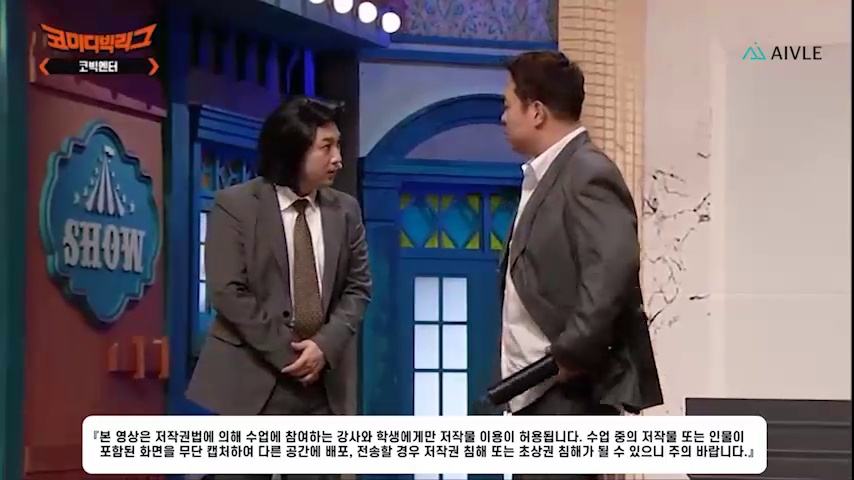 코미디빅리그
코빅엔터
AIVLE
SHOW
『본 영상은 저작권법에 의해 수업에 참여하는 강사와 학생에게만 저작물 이용이 허용됩니다. 수업 중의 저작물 또는 인물이
포함된 화면을 무단 캡처하여 다른 공간에 배포, 전송할 경우 저작권 침해 또는 초상권 침해가 될 수 있으니 주의 바랍니다.』